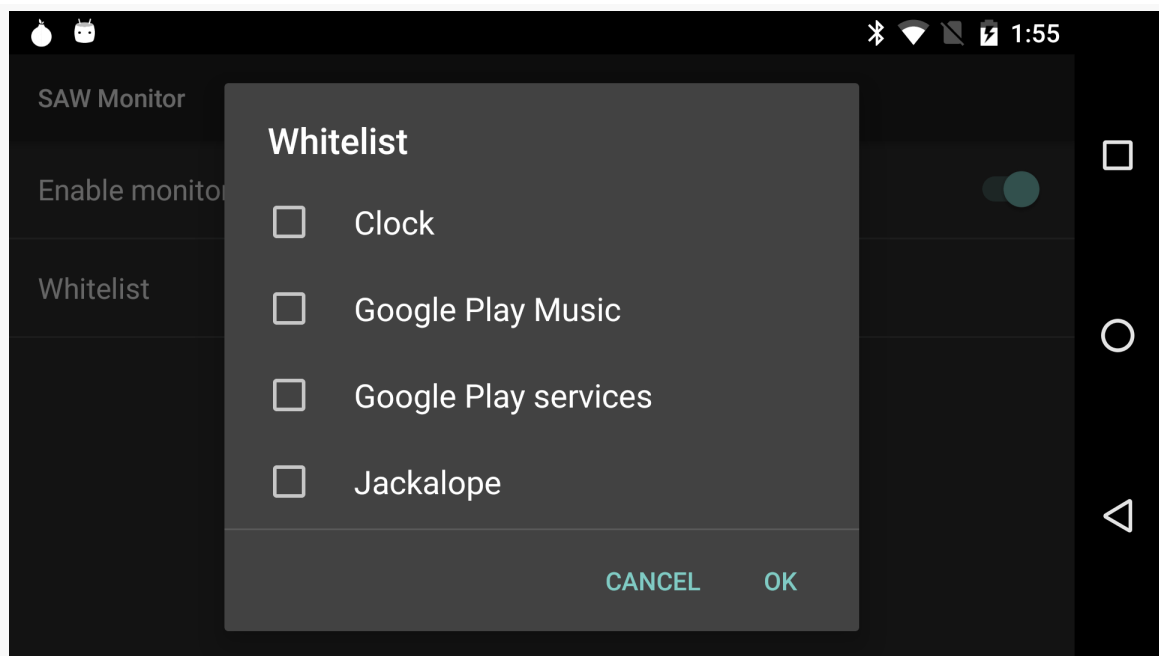 1:55
SAW Monitor
Whitelist
Enable monitor
Clock
Google Play Music
Whitelist
Google Play services
Jackalope
CANCEL OK